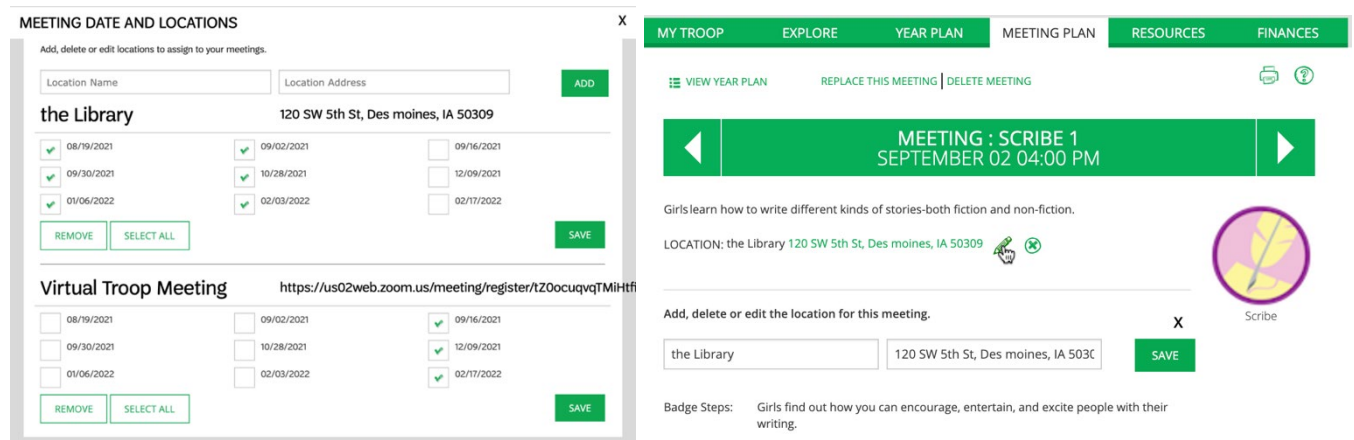 MEETING DATE AND LOCATIONS X
Add, delete or edit locations to assign to your meetings.
Location Name Location Address ADD
the Library 120 SW 5th St, Des moines, IA 50309
08/19/2021 09/02/2021 09/16/2021
09/30/2021 10/28/2021 12/09/2021
01/06/2022 02/03/2022 02/17/2022
REMOVE SELECT ALL SAVE
Virtual Troop Meeting https://us02web.zoom.us/meeting/register/tZ0ocuqvqTMiHtfi
08/19/2021 09/02/2021 09/16/2021
09/30/2021 10/28/2021 12/09/2021
01/06/2022 02/03/2022 02/17/2022
REMOVE SELECT ALL SAVE
MY TROOP EXPLORE YEAR PLAN MEETING PLAN RESOURCES FINANCES
VIEW YEAR PLAN REPLACE THIS MEETING | DELETE MEETING ?
MEETING : SCRIBE 1
SEPTEMBER 02 04:00 PM
Girls learn how to write different kinds of stories-both fiction and non-fiction.
LOCATION: the Library 120 SW 5th St, Des moines, IA 50309
Scribe
Add, delete or edit the location for this meeting. X
the Library 120 SW 5th St, Des moines, IA 5030 SAVE
Badge Steps: Girls find out how you can encourage, entertain, and excite people with their
writing.